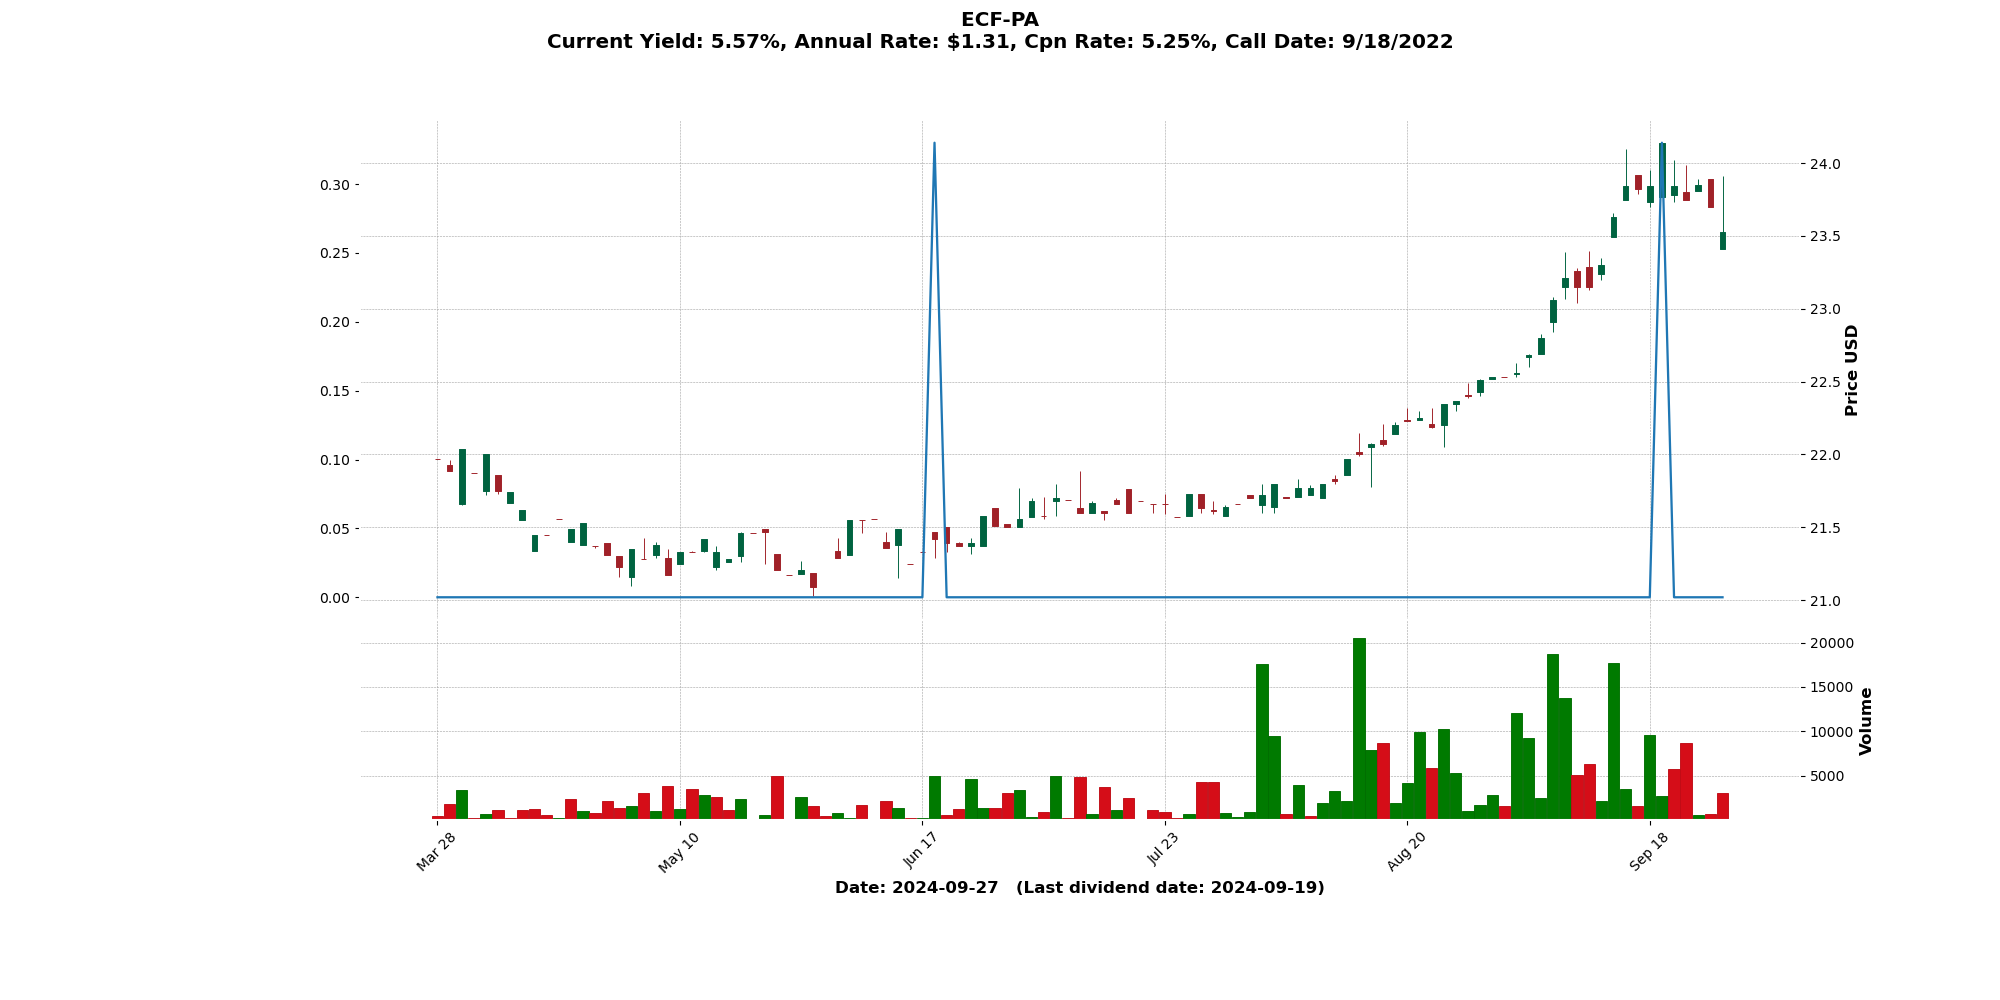 ECF-PA
Current Yield: 5.57%, Annual Rate: $1.31, Cpn Rate: 5.25%, Call Date: 9/18/2022
0.30
0.25
0.20
0.15
0.10
0.05
0.00
24.0
23.5
23.0
22.5
22.0
21.5
21.0
Price USD
20000
15000
10000
5000
Volume
Mar 28
May 10
Jun 17
Jul 23
Aug 20
Sep 18
Date: 2024-09-27   (Last dividend date: 2024-09-19)